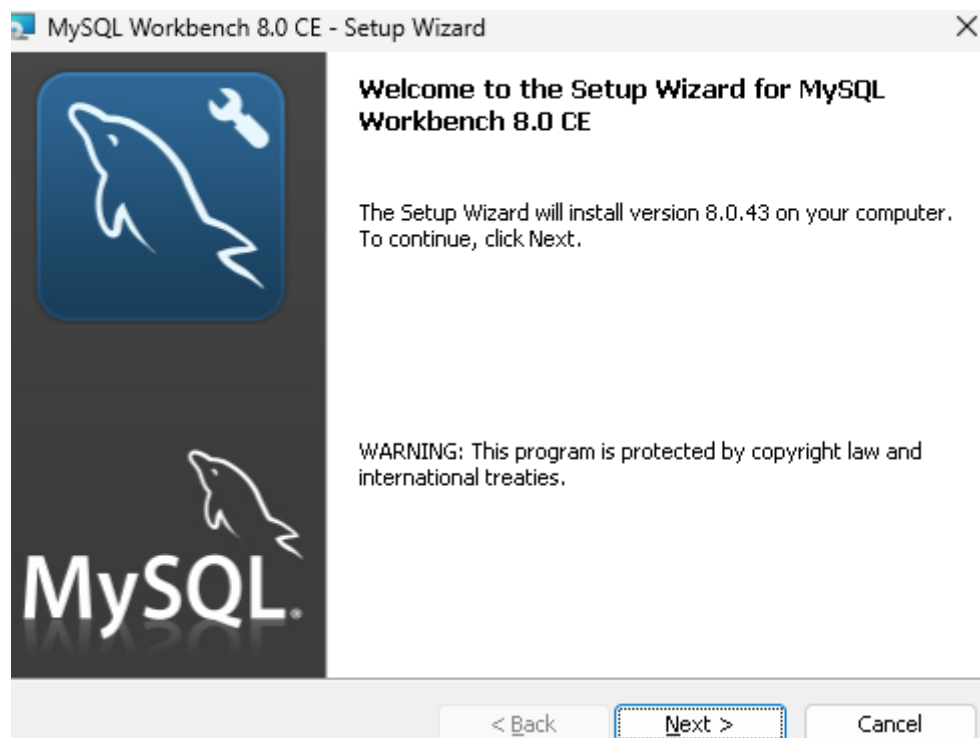 MySQL Workbench 8.0 CE - Setup Wizard
Welcome to the Setup Wizard for MySQL
Workbench 8.0 CE
The Setup Wizard will install version 8.0.43 on your computer.
To continue, click Next.
WARNING: This program is protected by copyright law and
international treaties.
MySQL®
< Back
Next >
Cancel